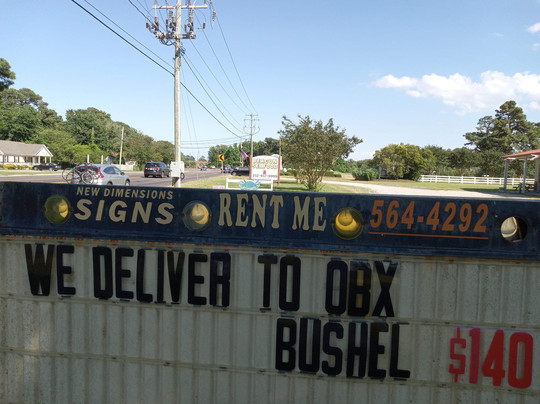 NEW DIMENSIONS
SIGNS
RENT ME
564-4292
WE DELIVER TO OBX
BUSHEL $140